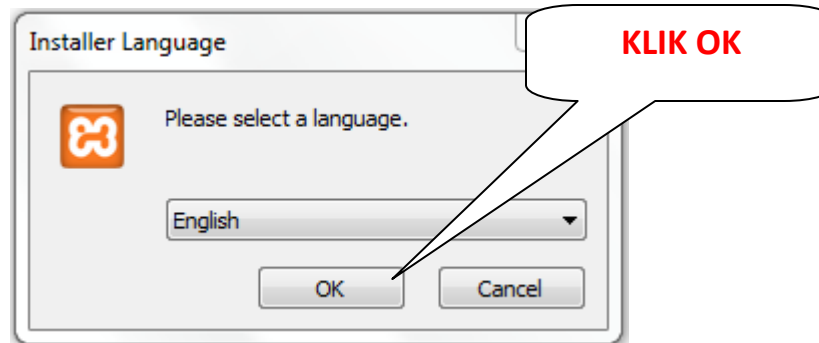 Installer Language
KLIK OK
Please select a language.
English
OK
Cancel